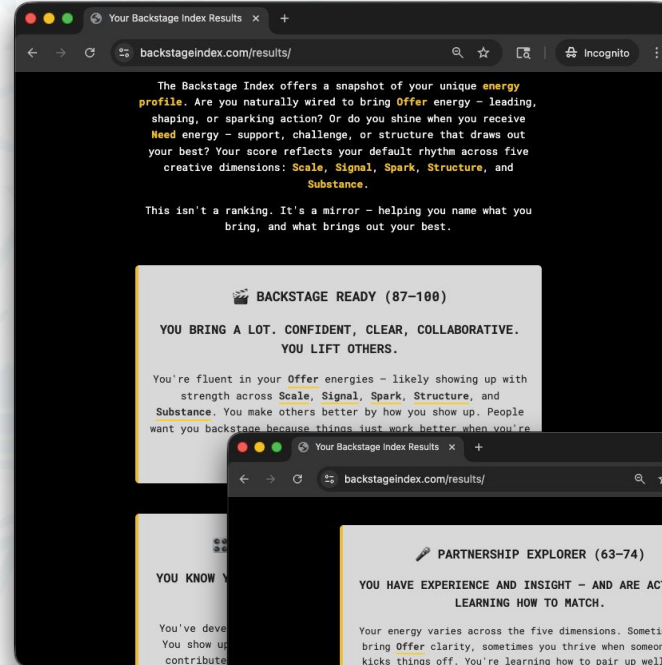 Your Backstage Index Results
backstageindex.com/results/
Incognito
The Backstage Index offers a snapshot of your unique energy
profile. Are you naturally wired to bring Offer energy – leading,
shaping, or sparking action? Or do you shine when you receive
Need energy – support, challenge, or structure that draws out
your best? Your score reflects your default rhythm across five
creative dimensions: Scale, Signal, Spark, Structure, and
Substance.
This isn't a ranking. It's a mirror – helping you name what you
bring, and what brings out your best.
BACKSTAGE READY (87–100)
YOU BRING A LOT. CONFIDENT, CLEAR, COLLABORATIVE.
YOU LIFT OTHERS.
You're fluent in your Offer energies – likely showing up with
strength across Scale, Signal, Spark, Structure, and
Substance. You make others better by how you show up. People
want you backstage because things just work better when you're
YOU KNOW
You've
You show up
contribute
Your Backstage Index Results
backstageindex.com/results/
PARTNERSHIP EXPLORER (63–74)
YOU HAVE EXPERIENCE AND INSIGHT – AND ARE
LEARNING HOW TO MATCH.
Your energy varies across the five dimensions.
bring Offer clarity, sometimes you thrive when
kicks things off. You're learning how to pair up